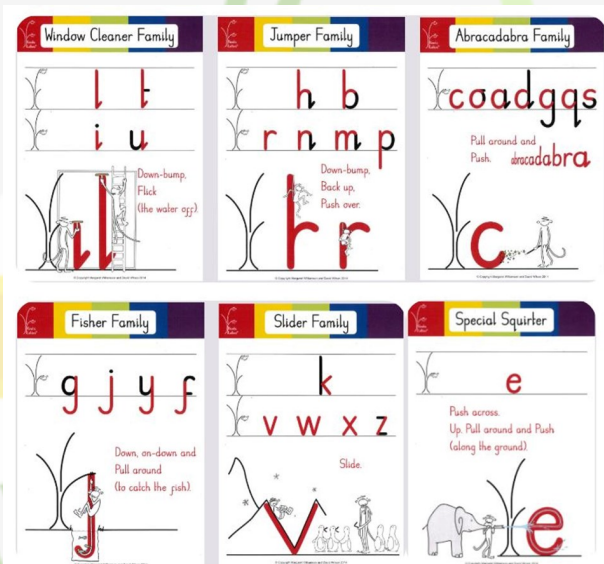 Window Cleaner Family
l t
i u
Down-bump,
Flick
(the water off).
Jumper Family
h b
r n m p
Down-bump,
Back up,
Push over.
Abracadabra Family
c o a d g q s
Pull around and
Push. abracadabra
Fisher Family
g j y f
Down, on-down and
Pull around
(to catch the fish).
Slider Family
k
v w x z
Slide.
Special Squirter
e
Push across.
Up. Pull around and Push
(along the ground).